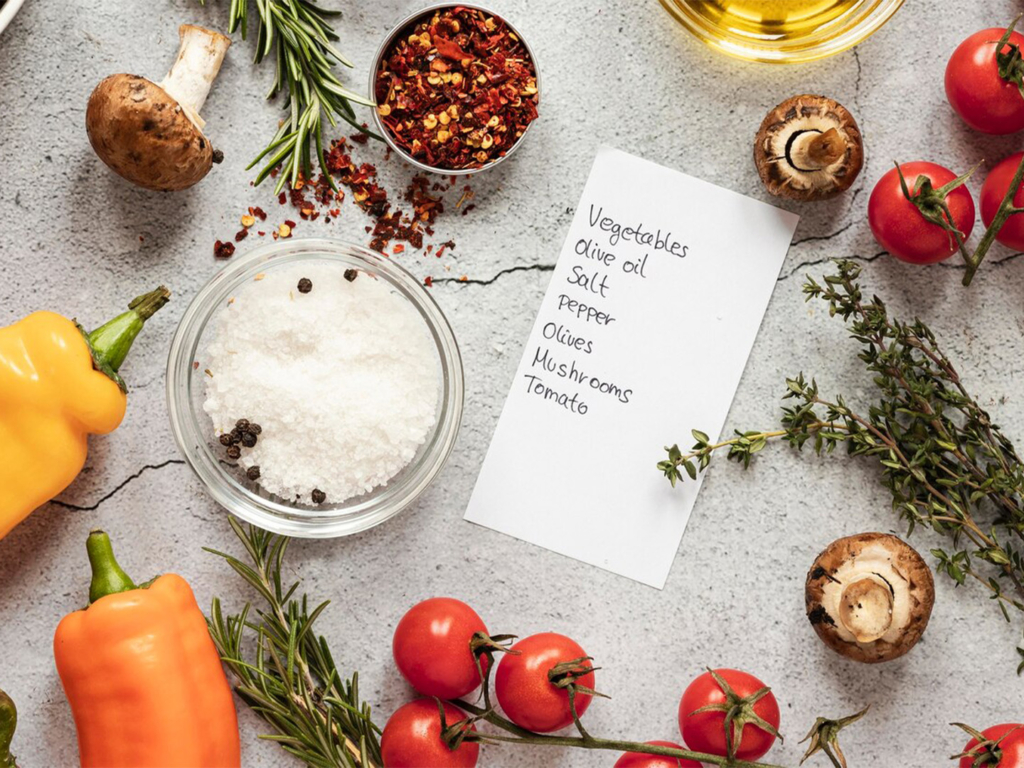 Vegetables
Olive oil
Salt
Pepper
Olives
Mushrooms
Tomato